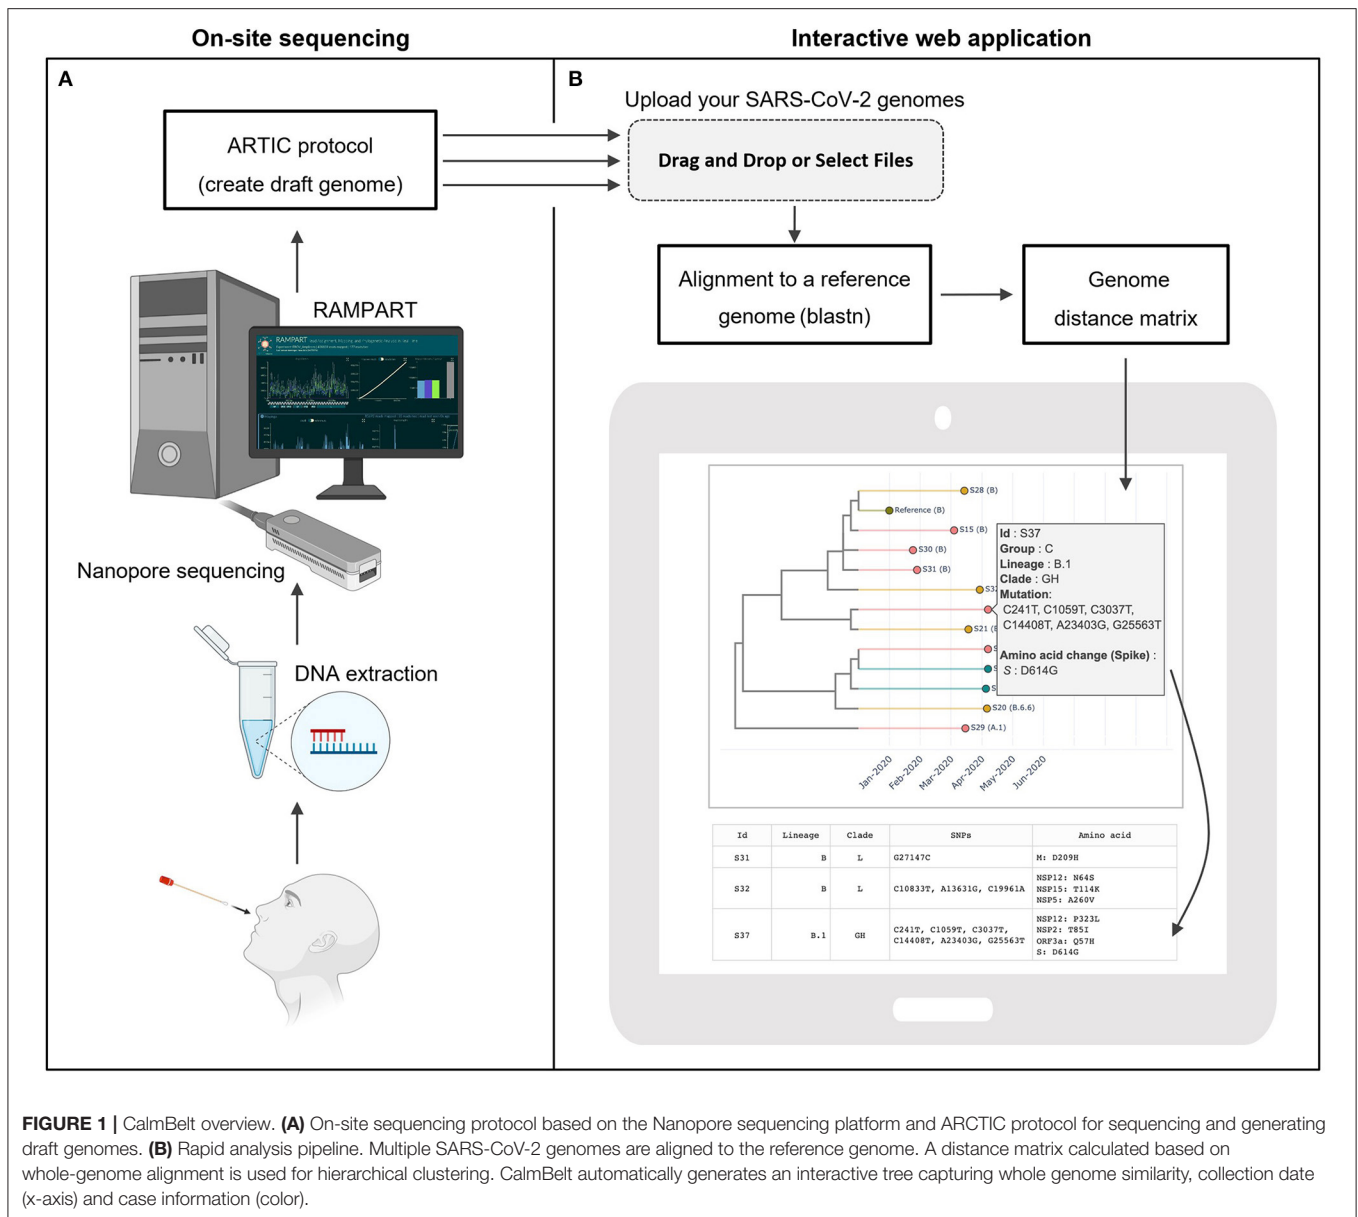 On-site sequencing
Interactive web application
A
ARTIC protocol
(create draft genome)
RAMPART
RAMPART
Nanopore sequencing
DNA extraction
B
Upload your SARS-CoV-2 genomes
Drag and Drop or Select Files
Alignment to a reference
genome (blastn)
Genome
distance matrix
S28 (B)
Reference (B)
S15 (B)
S30 (B)
S31 (B)
S21
S20 (B.6.6)
S29 (A.1)
Id : S37
Group : C
Lineage : B.1
Clade : GH
Mutation:
C241T, C1059T, C3037T,
C14408T, A23403G, G25563T
Amino acid change (Spike) :
S : D614G
Jan-2020
Feb-2020
Mar-2020
Apr-2020
May-2020
Jun-2020
Id Lineage Clade SNPs Amino acid
S31 B L G27147C M: D209H
S32 B L C10833T, A13631G, C19961A NSP12: N64S
NSP15: T114K
NSP5: A260V
S37 B.1 GH C241T, C1059T, C3037T,
C14408T, A23403G, G25563T
NSP12: P323L
NSP2: T85I
ORF3a: Q57H
S: D614G
FIGURE 1 | CalmBelt overview. (A) On-site sequencing protocol based on the Nanopore sequencing platform and ARCTIC protocol for sequencing and generating
draft genomes. (B) Rapid analysis pipeline. Multiple SARS-CoV-2 genomes are aligned to the reference genome. A distance matrix calculated based on
whole-genome alignment is used for hierarchical clustering. CalmBelt automatically generates an interactive tree capturing whole genome similarity, collection date
(x-axis) and case information (color).